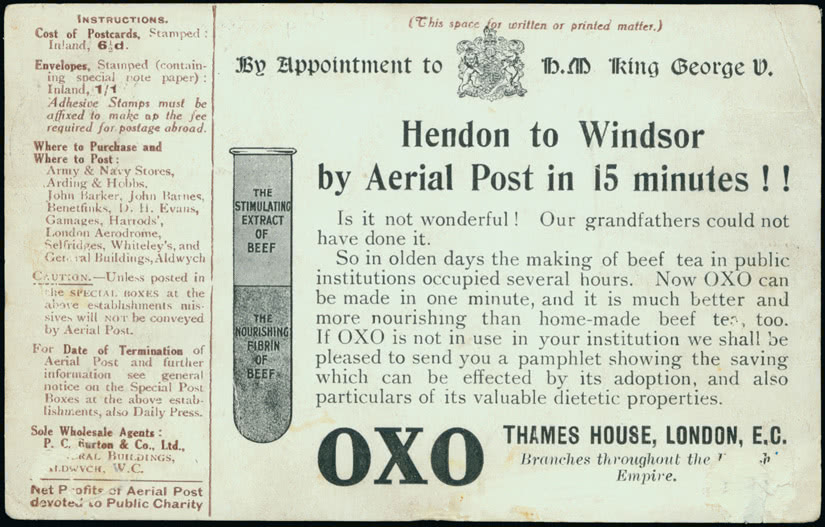 INSTRUCTIONS.
Cost of Postcards, Stamped :
Inland, 6½d.
Envelopes, Stamped (contain-
ing special note paper) :
Inland, 1/1
Adhesive Stamps must be
affixed to make up the fee
required for postage abroad.
Where to Purchase and
Where to Post :
Army & Navy Stores,
Arding & Hobbs,
John Barker, John Barnes,
Benetfinks, D. H. Evans,
Gamages, Harrods',
London Aerodrome,
Selfridges, Whiteley's, and
General Buildings, Aldwych
CAUTION.—Unless posted in
the SPECIAL BOXES at the
above establishments mis-
sives will NOT be conveyed
by Aerial Post.
For Date of Termination of
Aerial Post and further
information see general
notice on the Special Post
Boxes at the above estab-
lishments, also Daily Press.
Sole Wholesale Agents :
P. C. Burton & Co., Ltd.,
BUILDINGS,
ALDWYCH, W.C.
Net Profits of Aerial Post
devoted to Public Charity
(This space for written or printed matter.)
By Appointment to H.M King George V.
Hendon to Windsor
by Aerial Post in 15 minutes ! !
Is it not wonderful ! Our grandfathers could not
have done it.
So in olden days the making of beef tea in public
institutions occupied several hours. Now OXO can
be made in one minute, and it is much better and
more nourishing than home-made beef tea, too.
If OXO is not in use in your institution we shall be
pleased to send you a pamphlet showing the saving
which can be effected by its adoption, and also
particulars of its valuable dietetic properties.
THE
STIMULATING
EXTRACT
OF
BEEF
THE
NOURISHING
FIBRIN
OF
BEEF
OXO
THAMES HOUSE, LONDON, E.C.
Branches throughout the
Empire.